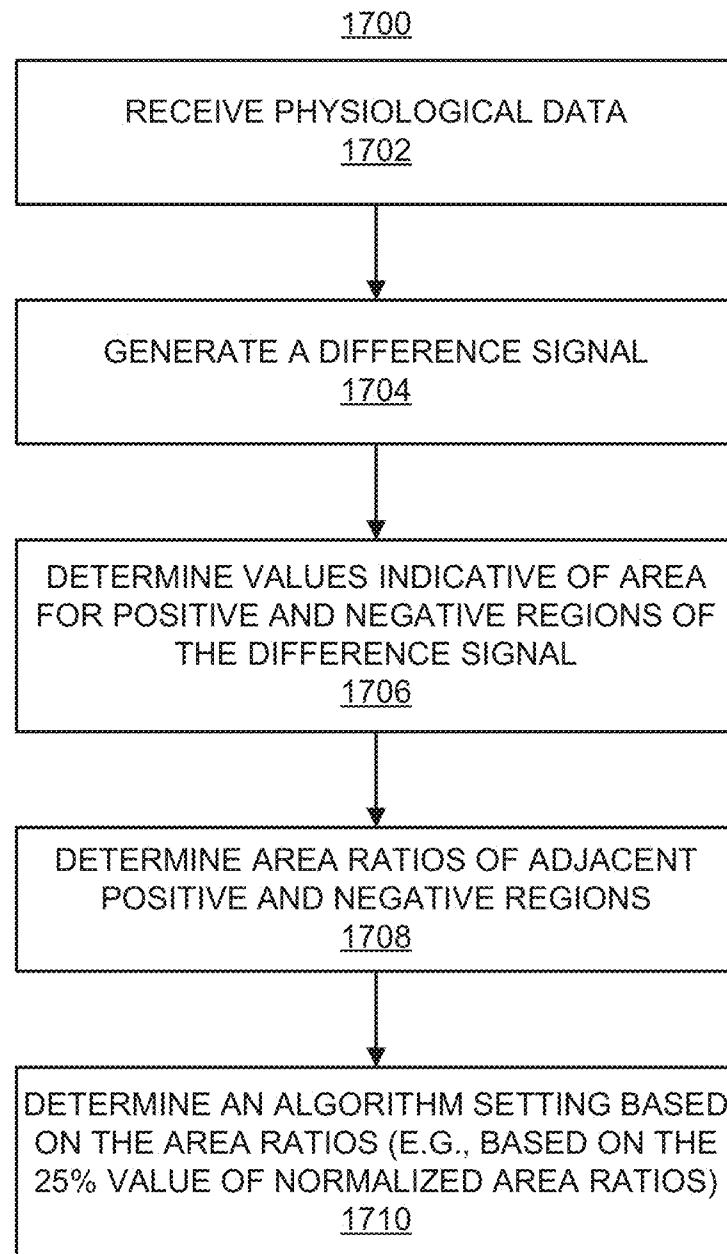 1700
RECEIVE PHYSIOLOGICAL DATA
1702
GENERATE A DIFFERENCE SIGNAL
1704
DETERMINE VALUES INDICATIVE OF AREA
FOR POSITIVE AND NEGATIVE REGIONS OF
THE DIFFERENCE SIGNAL
1706
DETERMINE AREA RATIOS OF ADJACENT
POSITIVE AND NEGATIVE REGIONS
1708
DETERMINE AN ALGORITHM SETTING BASED
ON THE AREA RATIOS (E.G., BASED ON THE
25% VALUE OF NORMALIZED AREA RATIOS)
1710